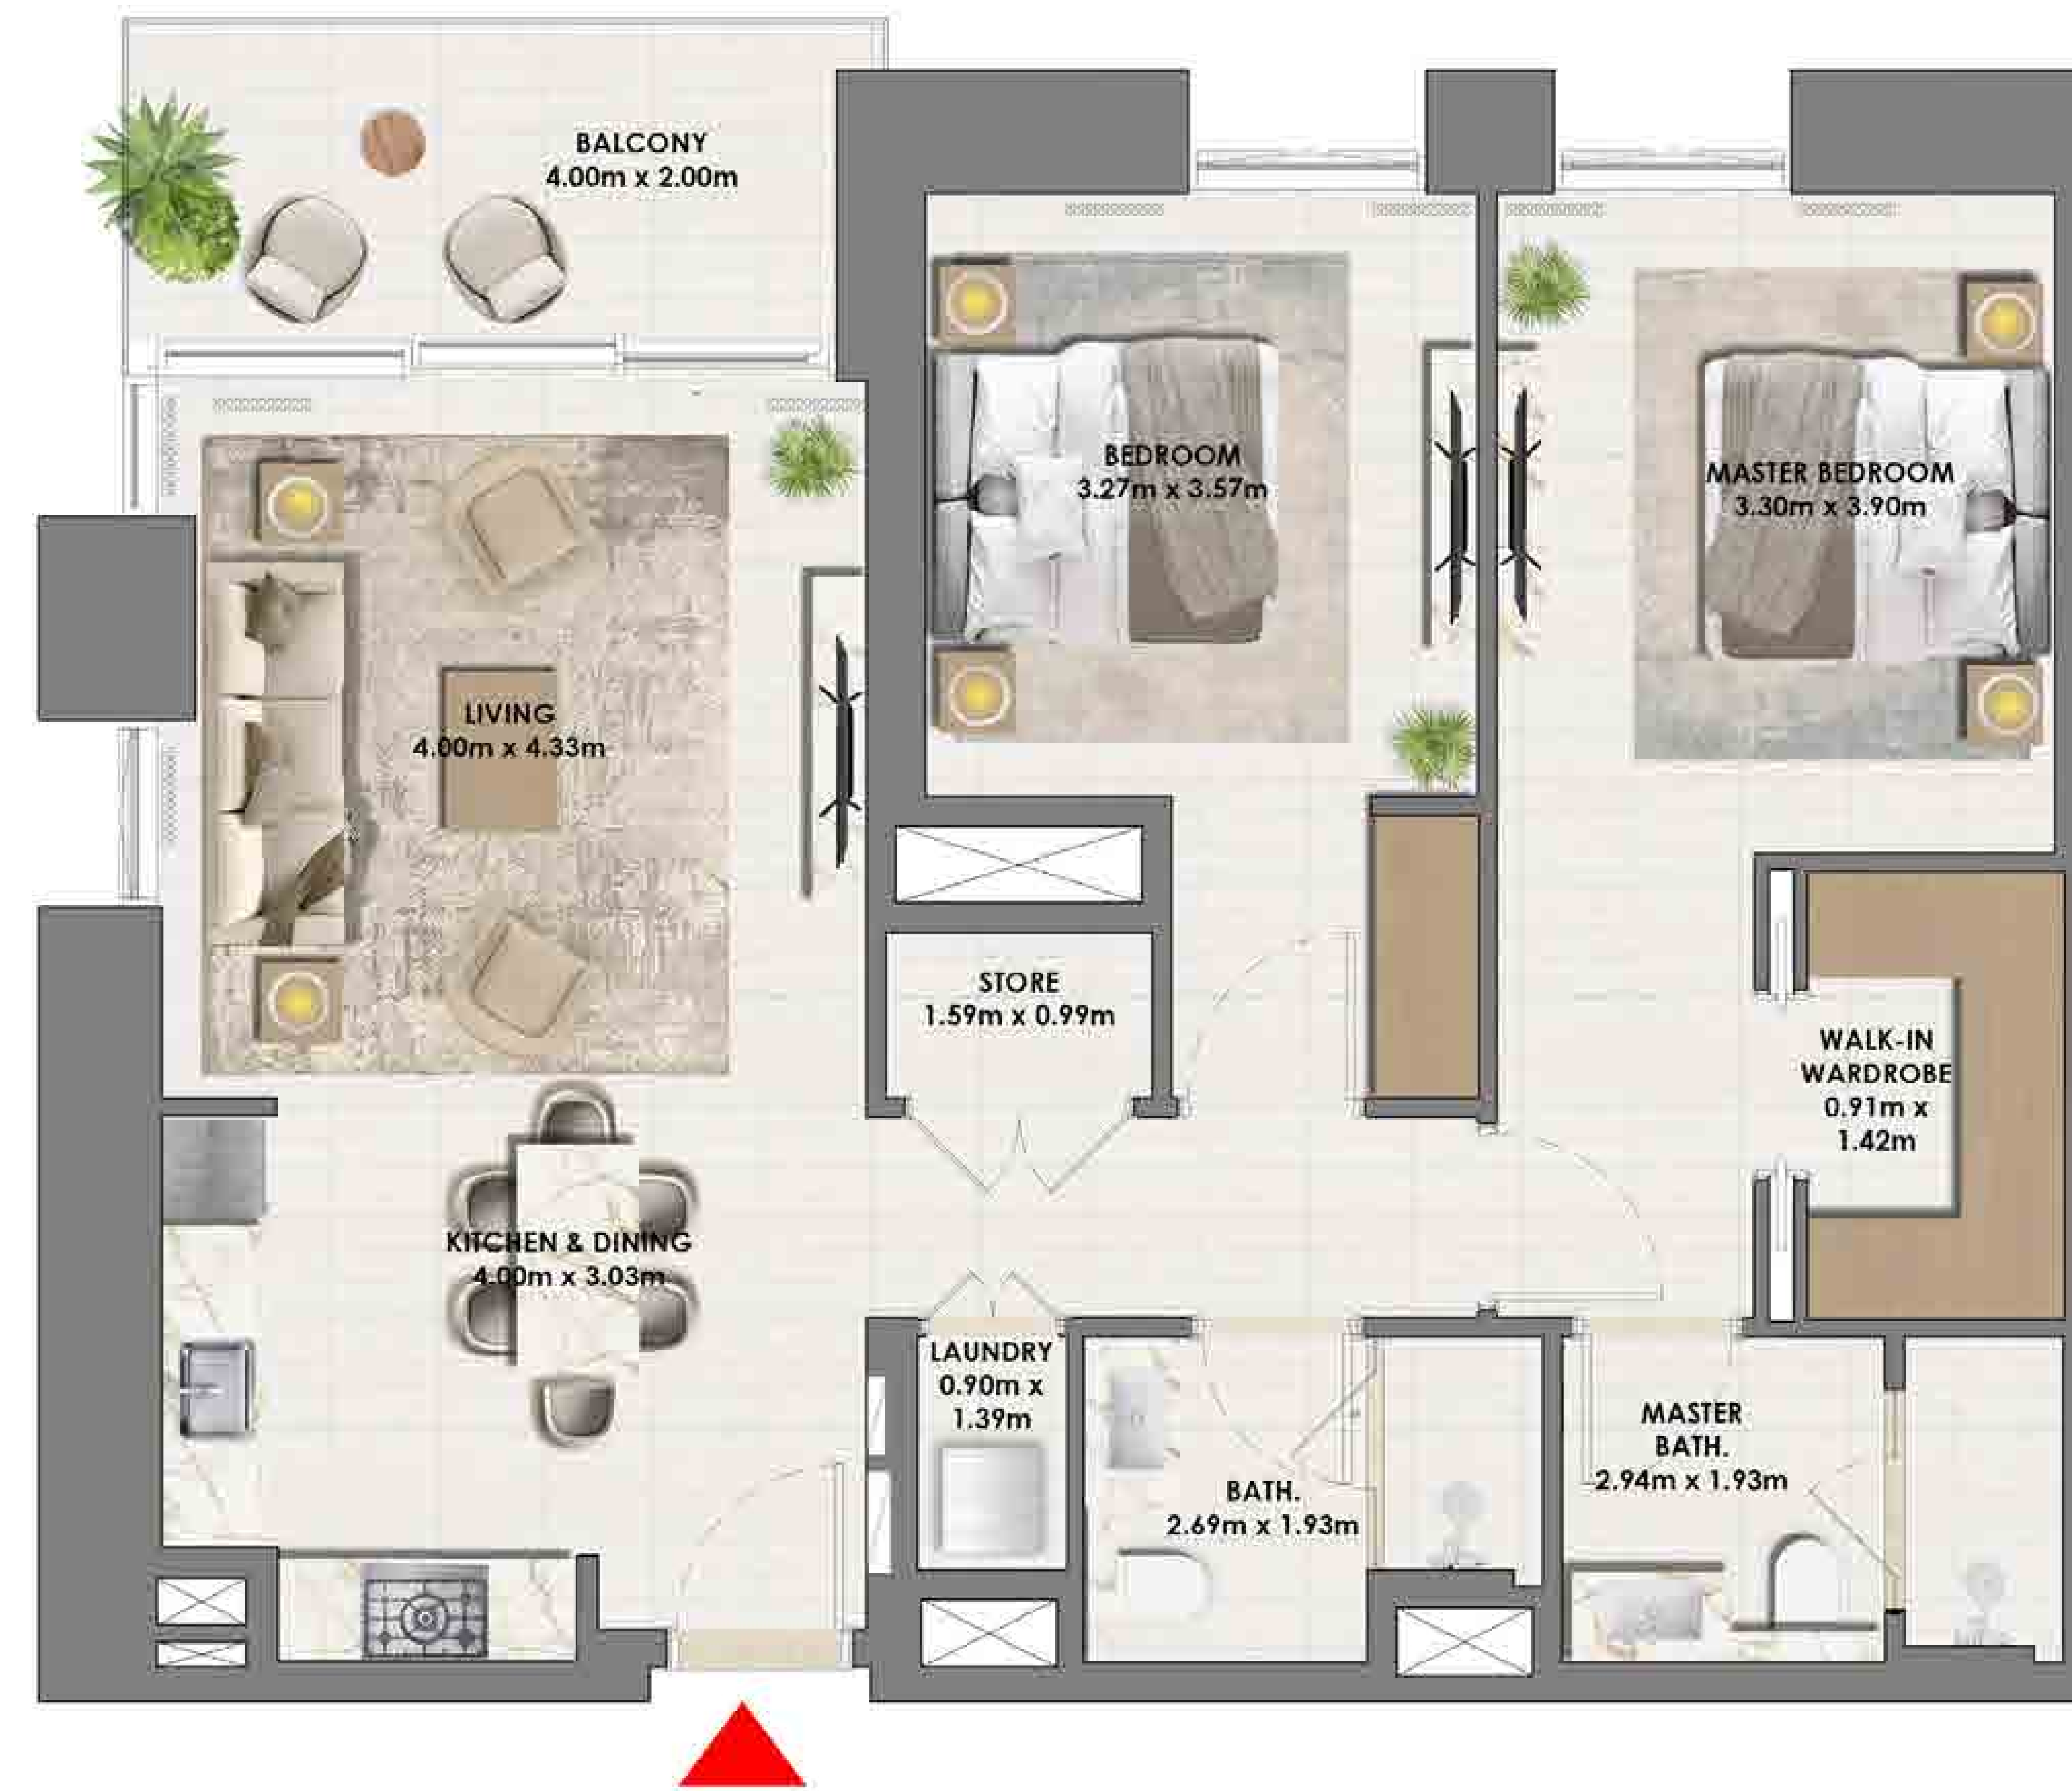 BALCONY
4.00m x 2.00m
BEDROOM
3.27m x 3.57m
MASTER BEDROOM
3.30m x 3.90m
LIVING
4.00m x 4.33m
STORE
1.59m x 0.99m
WALK-IN
WARDROBE
0.91m x
1.42m
KITCHEN & DINING
4.00m x 3.03m
LAUNDRY
0.90m x
1.39m
BATH.
2.69m x 1.93m
MASTER
BATH.
2.94m x 1.93m